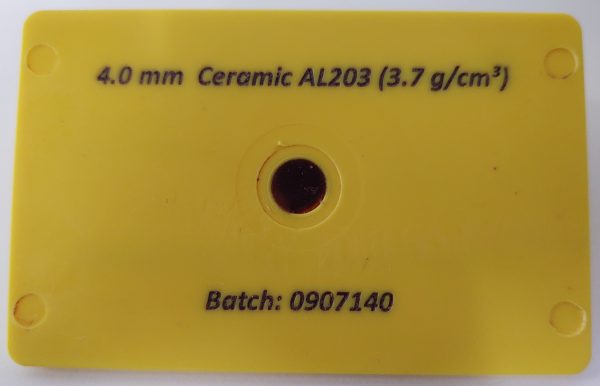 4.0 mm Ceramic AL203 (3.7 g/cm³)
Batch: 0907140